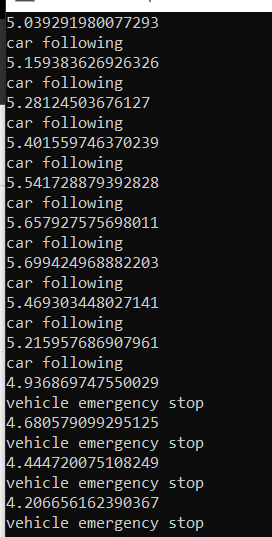 5.039291980077293
car following
5.159383626926326
car following
5.28124503676127
car following
5.401559746370239
car following
5.541728879392828
car following
5.657927575698011
car following
5.699424968882203
car following
5.469303448027141
car following
5.215957686907961
car following
4.936869747550029
vehicle emergency stop
4.680579099295125
vehicle emergency stop
4.444720075108249
vehicle emergency stop
4.206656162390367
vehicle emergency stop